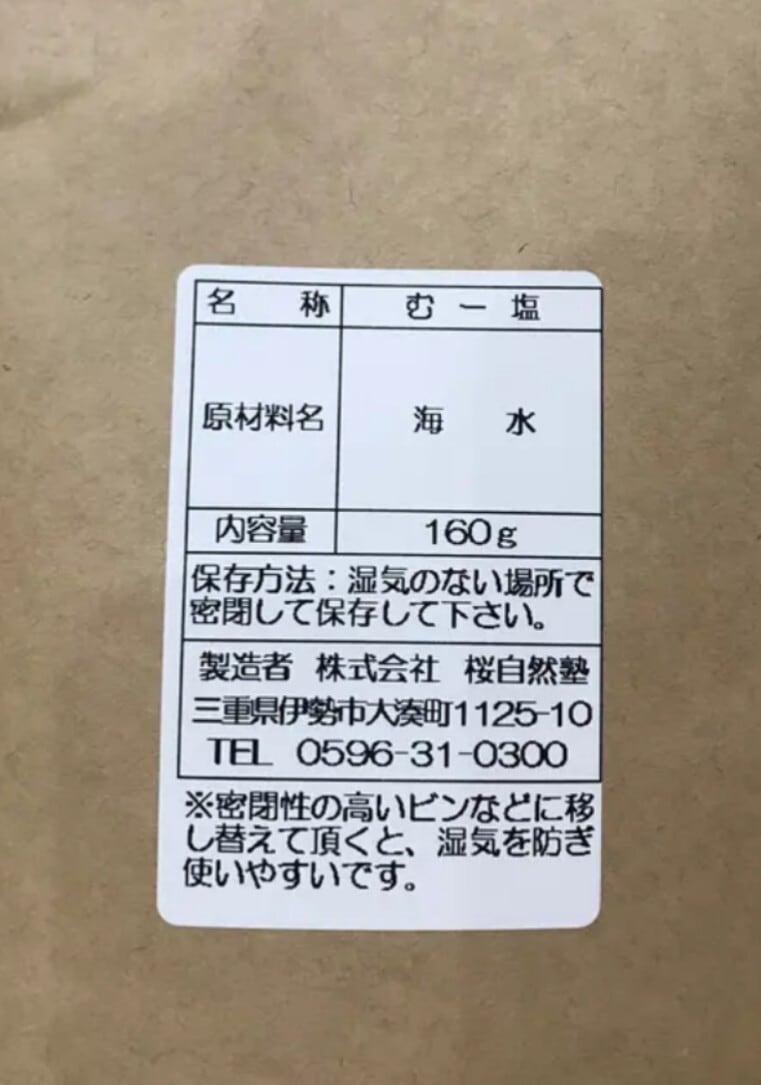 名　称　むー塩
原材料名　海　水
内容量　160g
保存方法：湿気のない場所で
密閉して保存して下さい。
製造者　株式会社　桜自然塾
三重県伊勢市大湊町1125-10
TEL　0596-31-0300
※密閉性の高いビンなどに移
し替えて頂くと、湿気を防ぎ
使いやすいです。